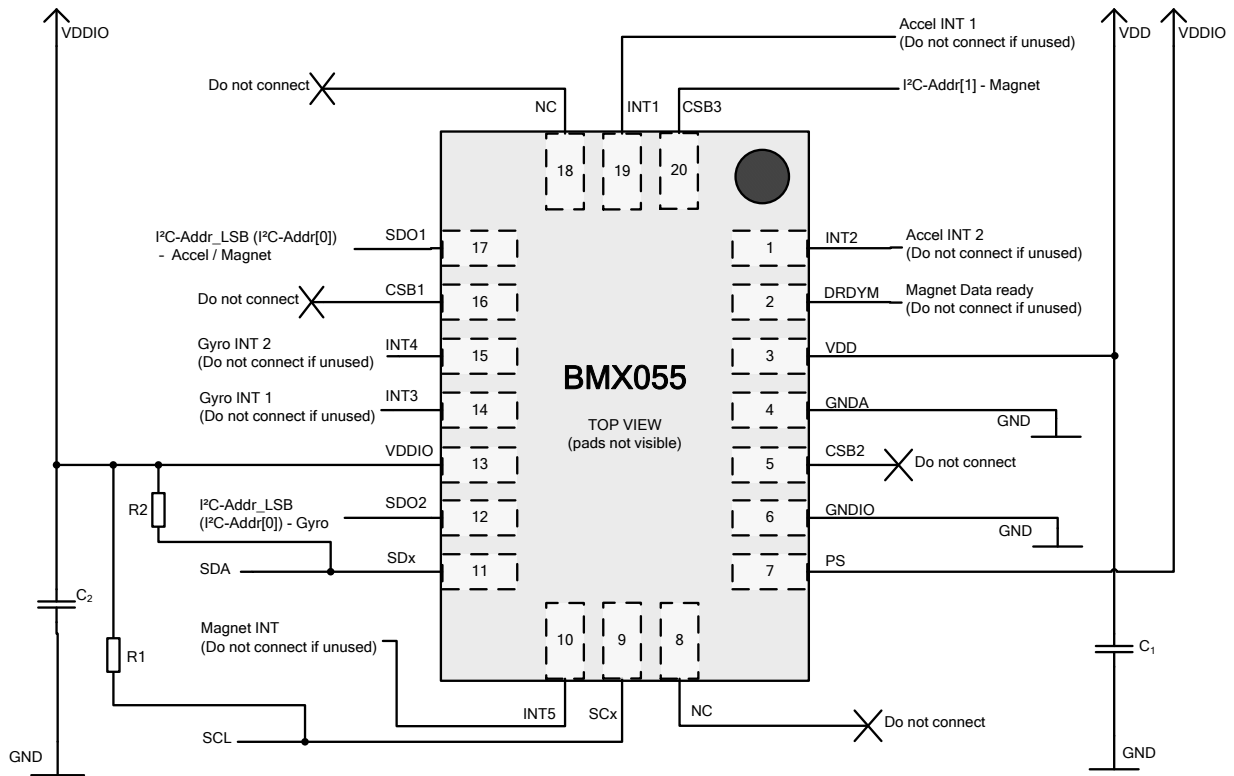 VDDIO
Accel INT 1
(Do not connect if unused)
VDD
VDDIO
Do not connect
I²C-Addr[1] - Magnet
NC
INT1
CSB3
18
19
20
I²C-Addr_LSB (I²C-Addr[0])
- Accel / Magnet
SDO1
17
1
INT2
Accel INT 2
(Do not connect if unused)
Do not connect
CSB1
16
2
DRDYM
Magnet Data ready
(Do not connect if unused)
Gyro INT 2
(Do not connect if unused)
INT4
15
3
VDD
BMX055
Gyro INT 1
(Do not connect if unused)
INT3
14
TOP VIEW
(pads not visible)
4
GNDA
GND
VDDIO
13
5
CSB2
Do not connect
R2
I²C-Addr_LSB
(I²C-Addr[0]) - Gyro
SDO2
12
6
GNDIO
GND
SDA
SDx
11
7
PS
C₂
Magnet INT
(Do not connect if unused)
10
9
8
C₁
R1
INT5
SCx
NC
Do not connect
SCL
GND
GND